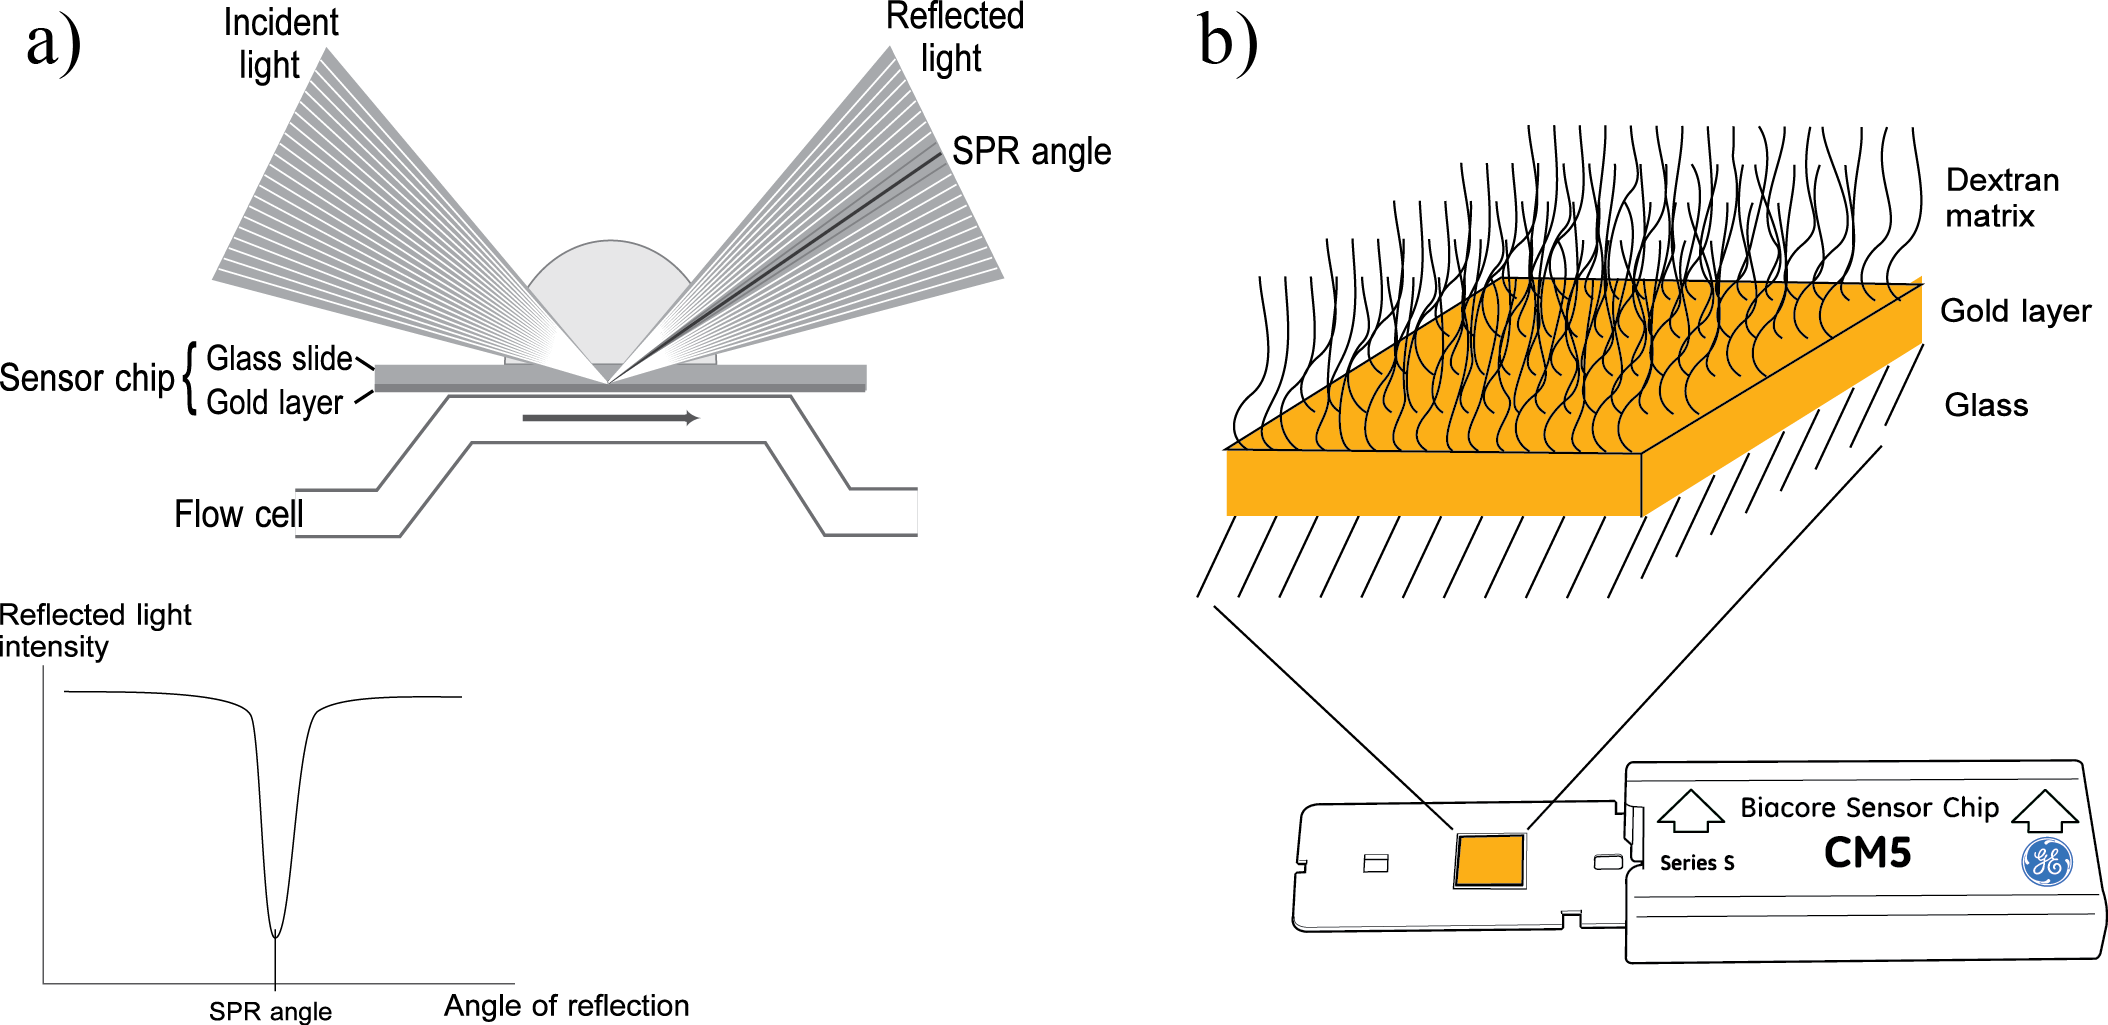 a)
Incident
light
Reflected
light
SPR angle
Sensor chip {
Glass slide
Gold layer
Flow cell
Reflected light
intensity
SPR angle
Angle of reflection
b)
Dextran
matrix
Gold layer
Glass
Biacore Sensor Chip
CM5
Series S
GE